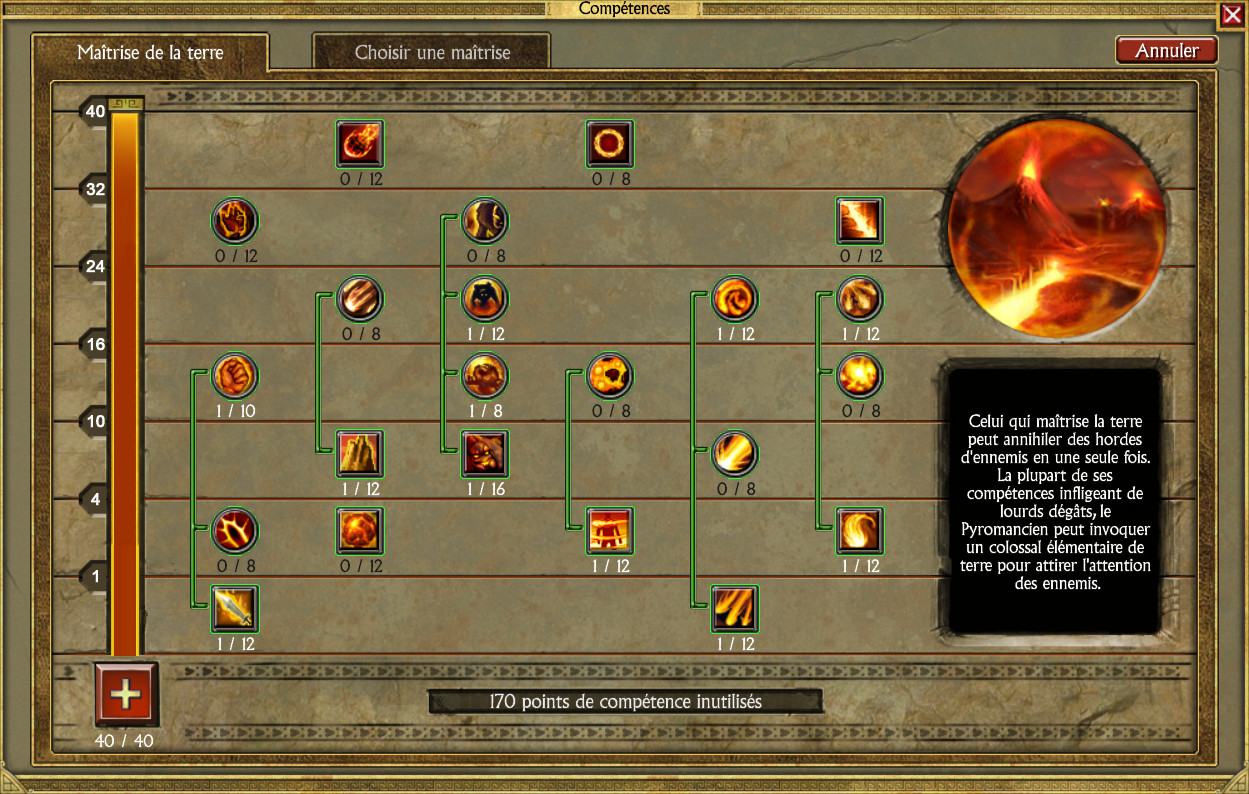 Compétences
Maîtrise de la terre
Choisir une maîtrise
Annuler
40
0 / 12
0 / 8
32
0 / 12
0 / 8
0 / 12
24
0 / 8
1 / 12
1 / 12
1 / 12
16
1 / 10
1 / 8
0 / 8
0 / 8
10
1 / 12
1 / 16
0 / 8
4
0 / 8
0 / 12
1 / 12
1 / 12
1
1 / 12
1 / 12
Celui qui maîtrise la terre
peut annihiler des hordes
d'ennemis en une seule fois.
La plupart de ses
compétences infligeant de
lourds dégâts, le
Pyromancien peut invoquer
un colossal élémentaire de
terre pour attirer l'attention
des ennemis.
170 points de compétence inutilisés
40 / 40